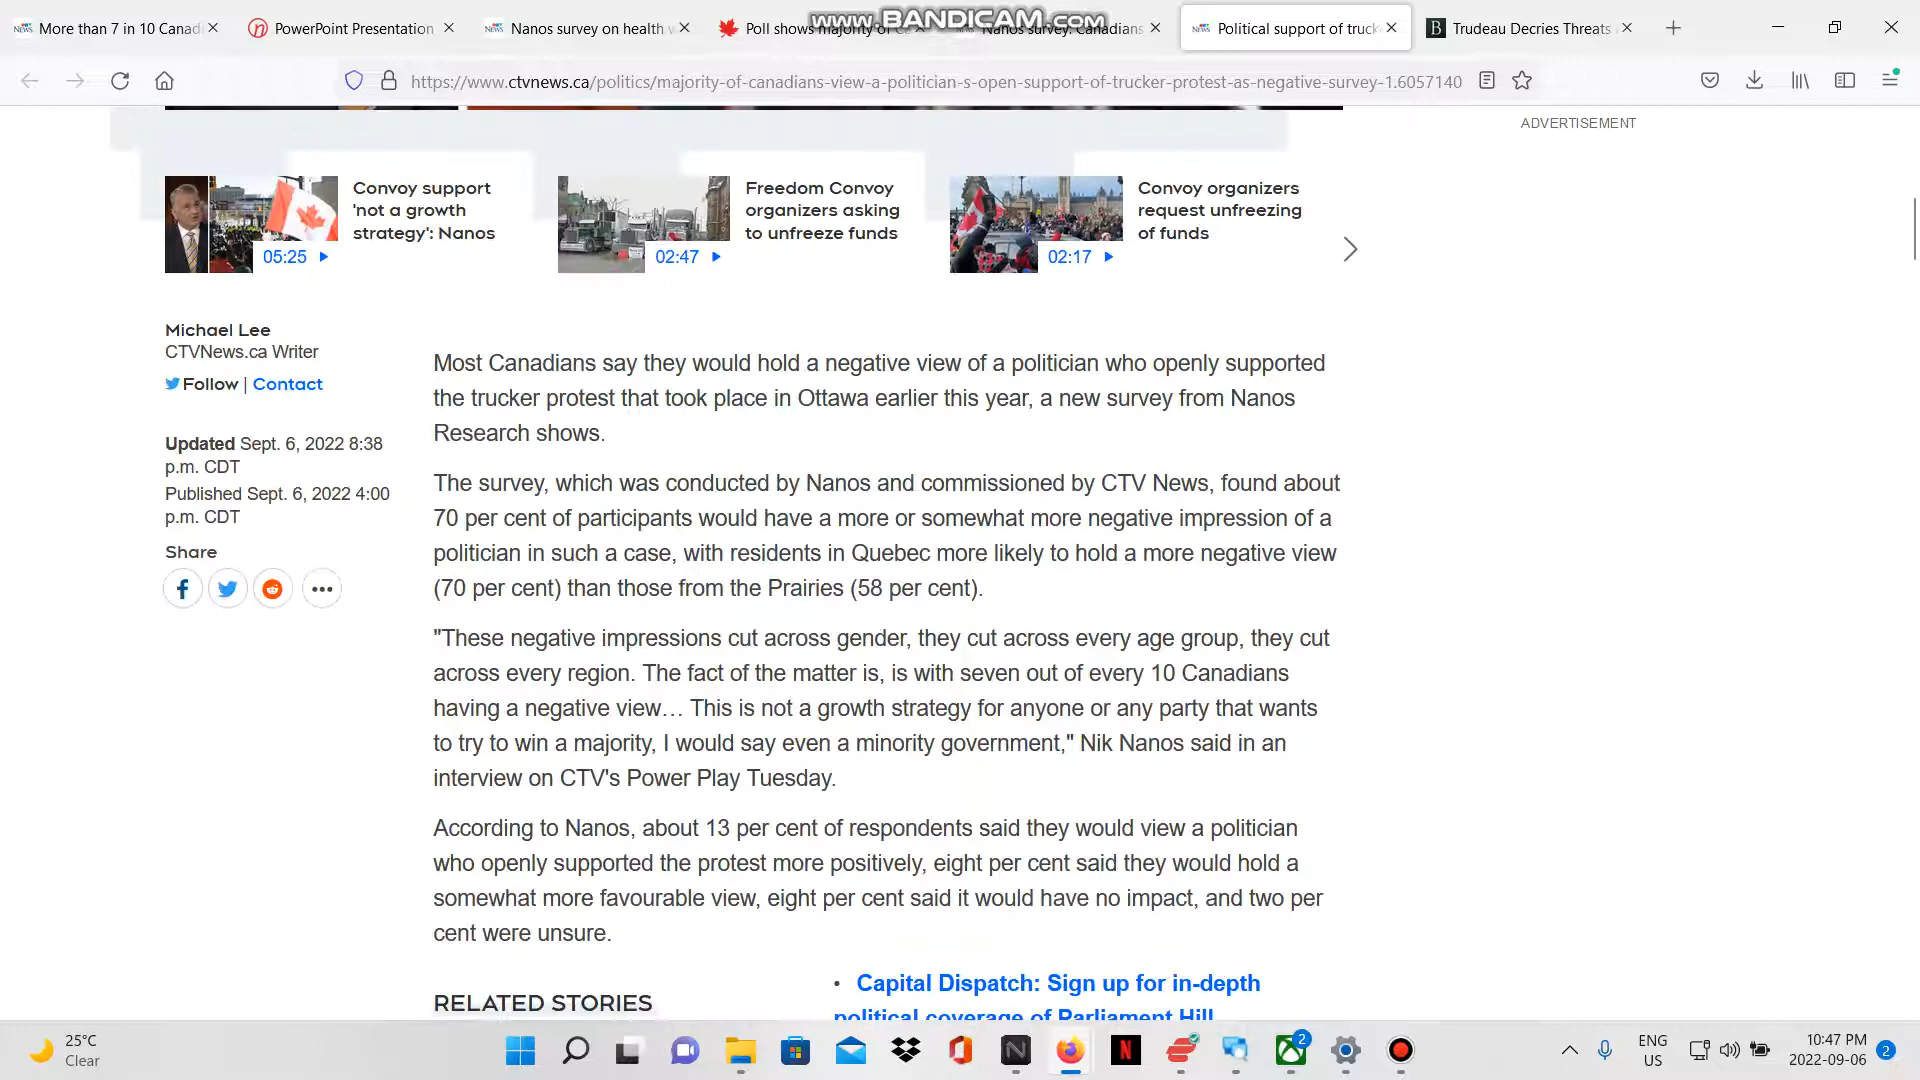 www.BANDICAM.com
More than 7 in 10 Canadi
PowerPoint Presentation
Nanos survey on health w
Poll shows majority of Ca
Nanos survey: Canadians
Political support of truck
Trudeau Decries Threats
https://www.ctvnews.ca/politics/majority-of-canadians-view-a-politician-s-open-support-of-trucker-protest-as-negative-survey-1.6057140
ADVERTISEMENT
Convoy support
'not a growth
strategy': Nanos
05:25
Freedom Convoy
organizers asking
to unfreeze funds
02:47
Convoy organizers
request unfreezing
of funds
02:17
Michael Lee
CTVNews.ca Writer
Follow | Contact
Updated Sept. 6, 2022 8:38
p.m. CDT
Published Sept. 6, 2022 4:00
p.m. CDT
Share
Most Canadians say they would hold a negative view of a politician who openly supported
the trucker protest that took place in Ottawa earlier this year, a new survey from Nanos
Research shows.
The survey, which was conducted by Nanos and commissioned by CTV News, found about
70 per cent of participants would have a more or somewhat more negative impression of a
politician in such a case, with residents in Quebec more likely to hold a more negative view
(70 per cent) than those from the Prairies (58 per cent).
"These negative impressions cut across gender, they cut across every age group, they cut
across every region. The fact of the matter is, is with seven out of every 10 Canadians
having a negative view… This is not a growth strategy for anyone or any party that wants
to try to win a majority, I would say even a minority government," Nik Nanos said in an
interview on CTV's Power Play Tuesday.
According to Nanos, about 13 per cent of respondents said they would view a politician
who openly supported the protest more positively, eight per cent said they would hold a
somewhat more favourable view, eight per cent said it would have no impact, and two per
cent were unsure.
RELATED STORIES
• Capital Dispatch: Sign up for in-depth
political coverage of Parliament Hill
25°C
Clear
2
ENG
US
10:47 PM
2022-09-06
2